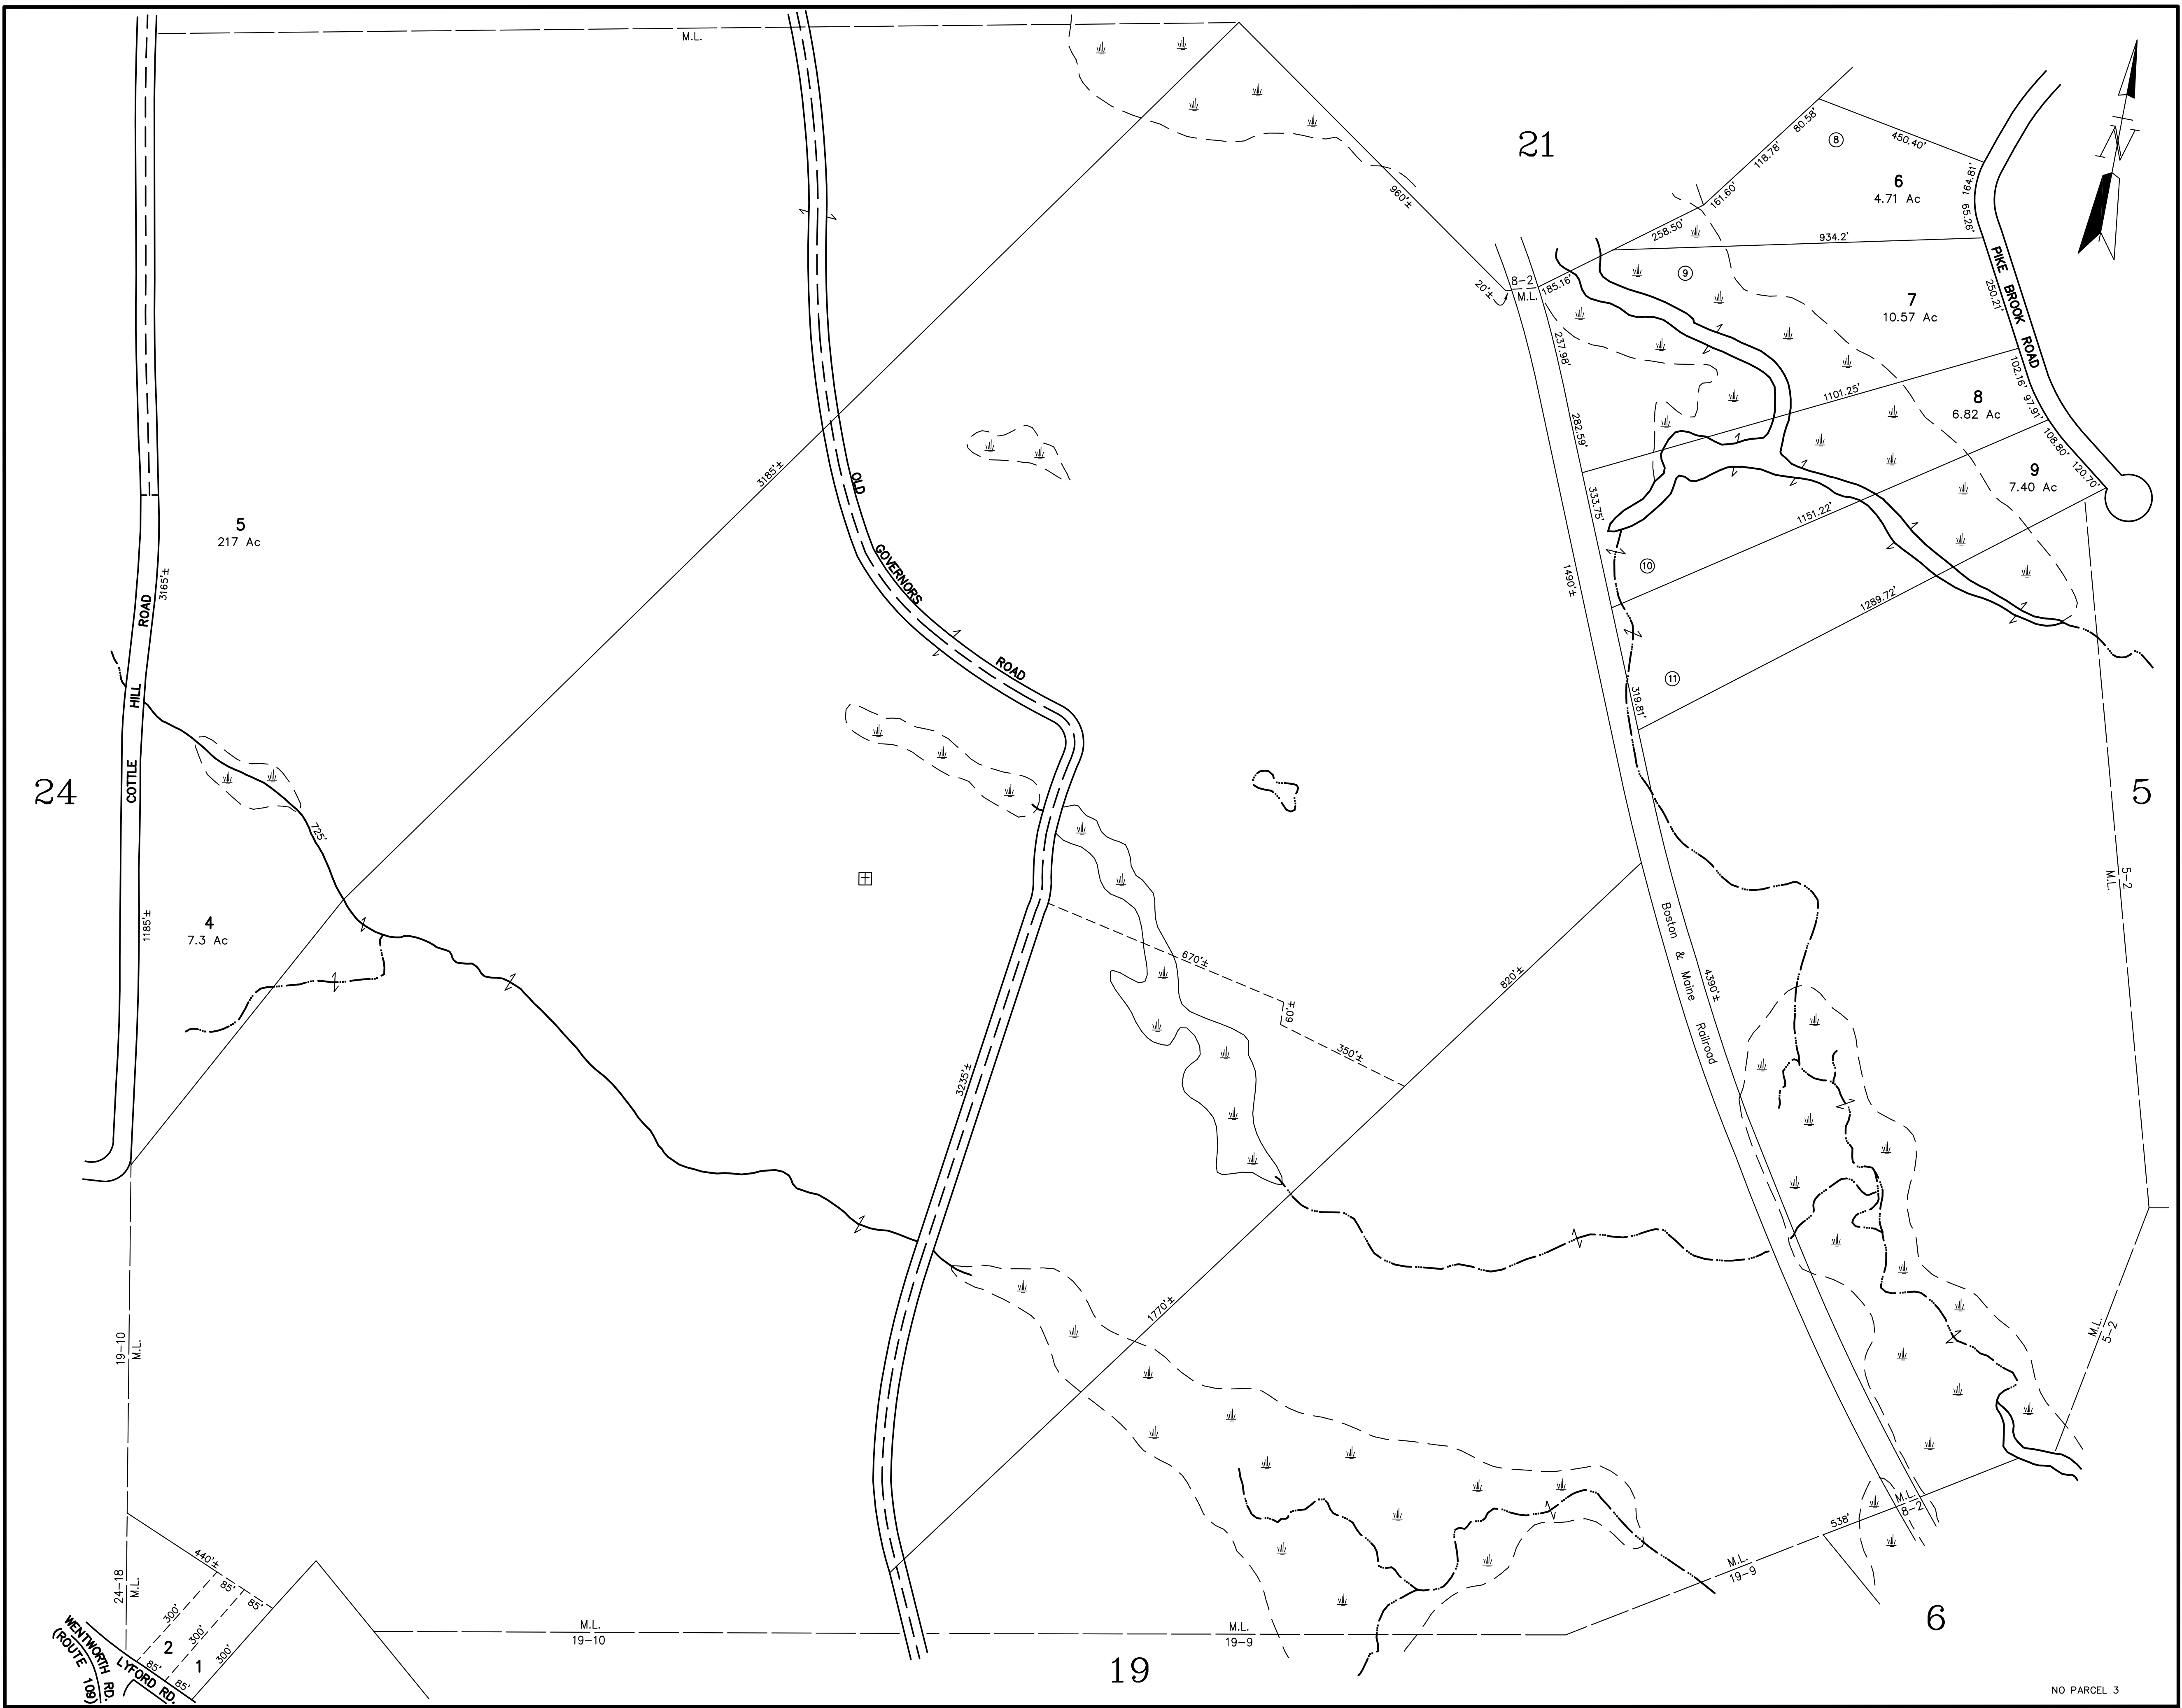 M.L.
21
8
450.40'
80.58'
118.78'
161.60'
258.50'
6
4.71 Ac
164.81'
65.26'
N
960'±
934.2'
PIKE BROOK ROAD
250.21'
9
7
10.57 Ac
20'±
8-2
M.L.
185.16'
237.98'
102.16'
97.91'
1101.25'
8
6.82 Ac
282.59'
108.80'
120.70'
9
7.40 Ac
3185'±
OLD
GOVERNORS
ROAD
333.75'
1151.22'
5
217 Ac
3165'±
1490'±
10
1289.72'
11
319.81'
COTTLE HILL ROAD
24
5
725'
4
7.3 Ac
1185'±
5-2
M.L.
Boston & Maine Railroad
4390'±
670'±
60'±
350'±
820'±
3235'±
1770'±
19-10
M.L.
M.L.
5-2
24-18
M.L.
440'±
85'
85'
300'
300'
300'
2
1
85'
85'
WENTWORTH RD.
(ROUTE 109)
LYFORD RD.
M.L.
19-10
M.L.
19-9
M.L.
19-9
538'
M.L.
8-2
6
19
NO PARCEL 3